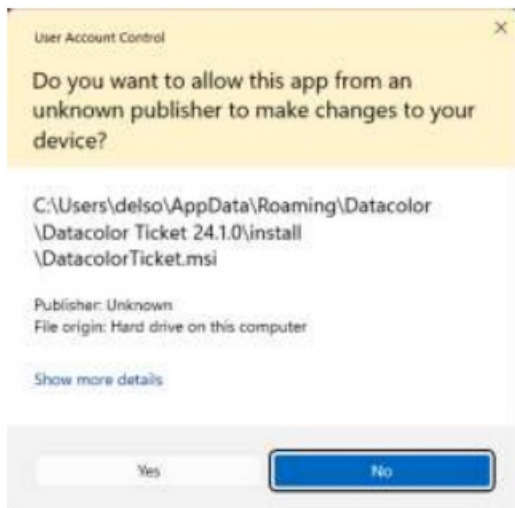 User Account Control
Do you want to allow this app from an
unknown publisher to make changes to your
device?
C:\Users\delso\AppData\Roaming\Datacolor
\Datacolor Ticket 24.1.0\install
\DatacolorTicket.msi
Publisher: Unknown
File origin: Hard drive on this computer
Show more details
Yes
No